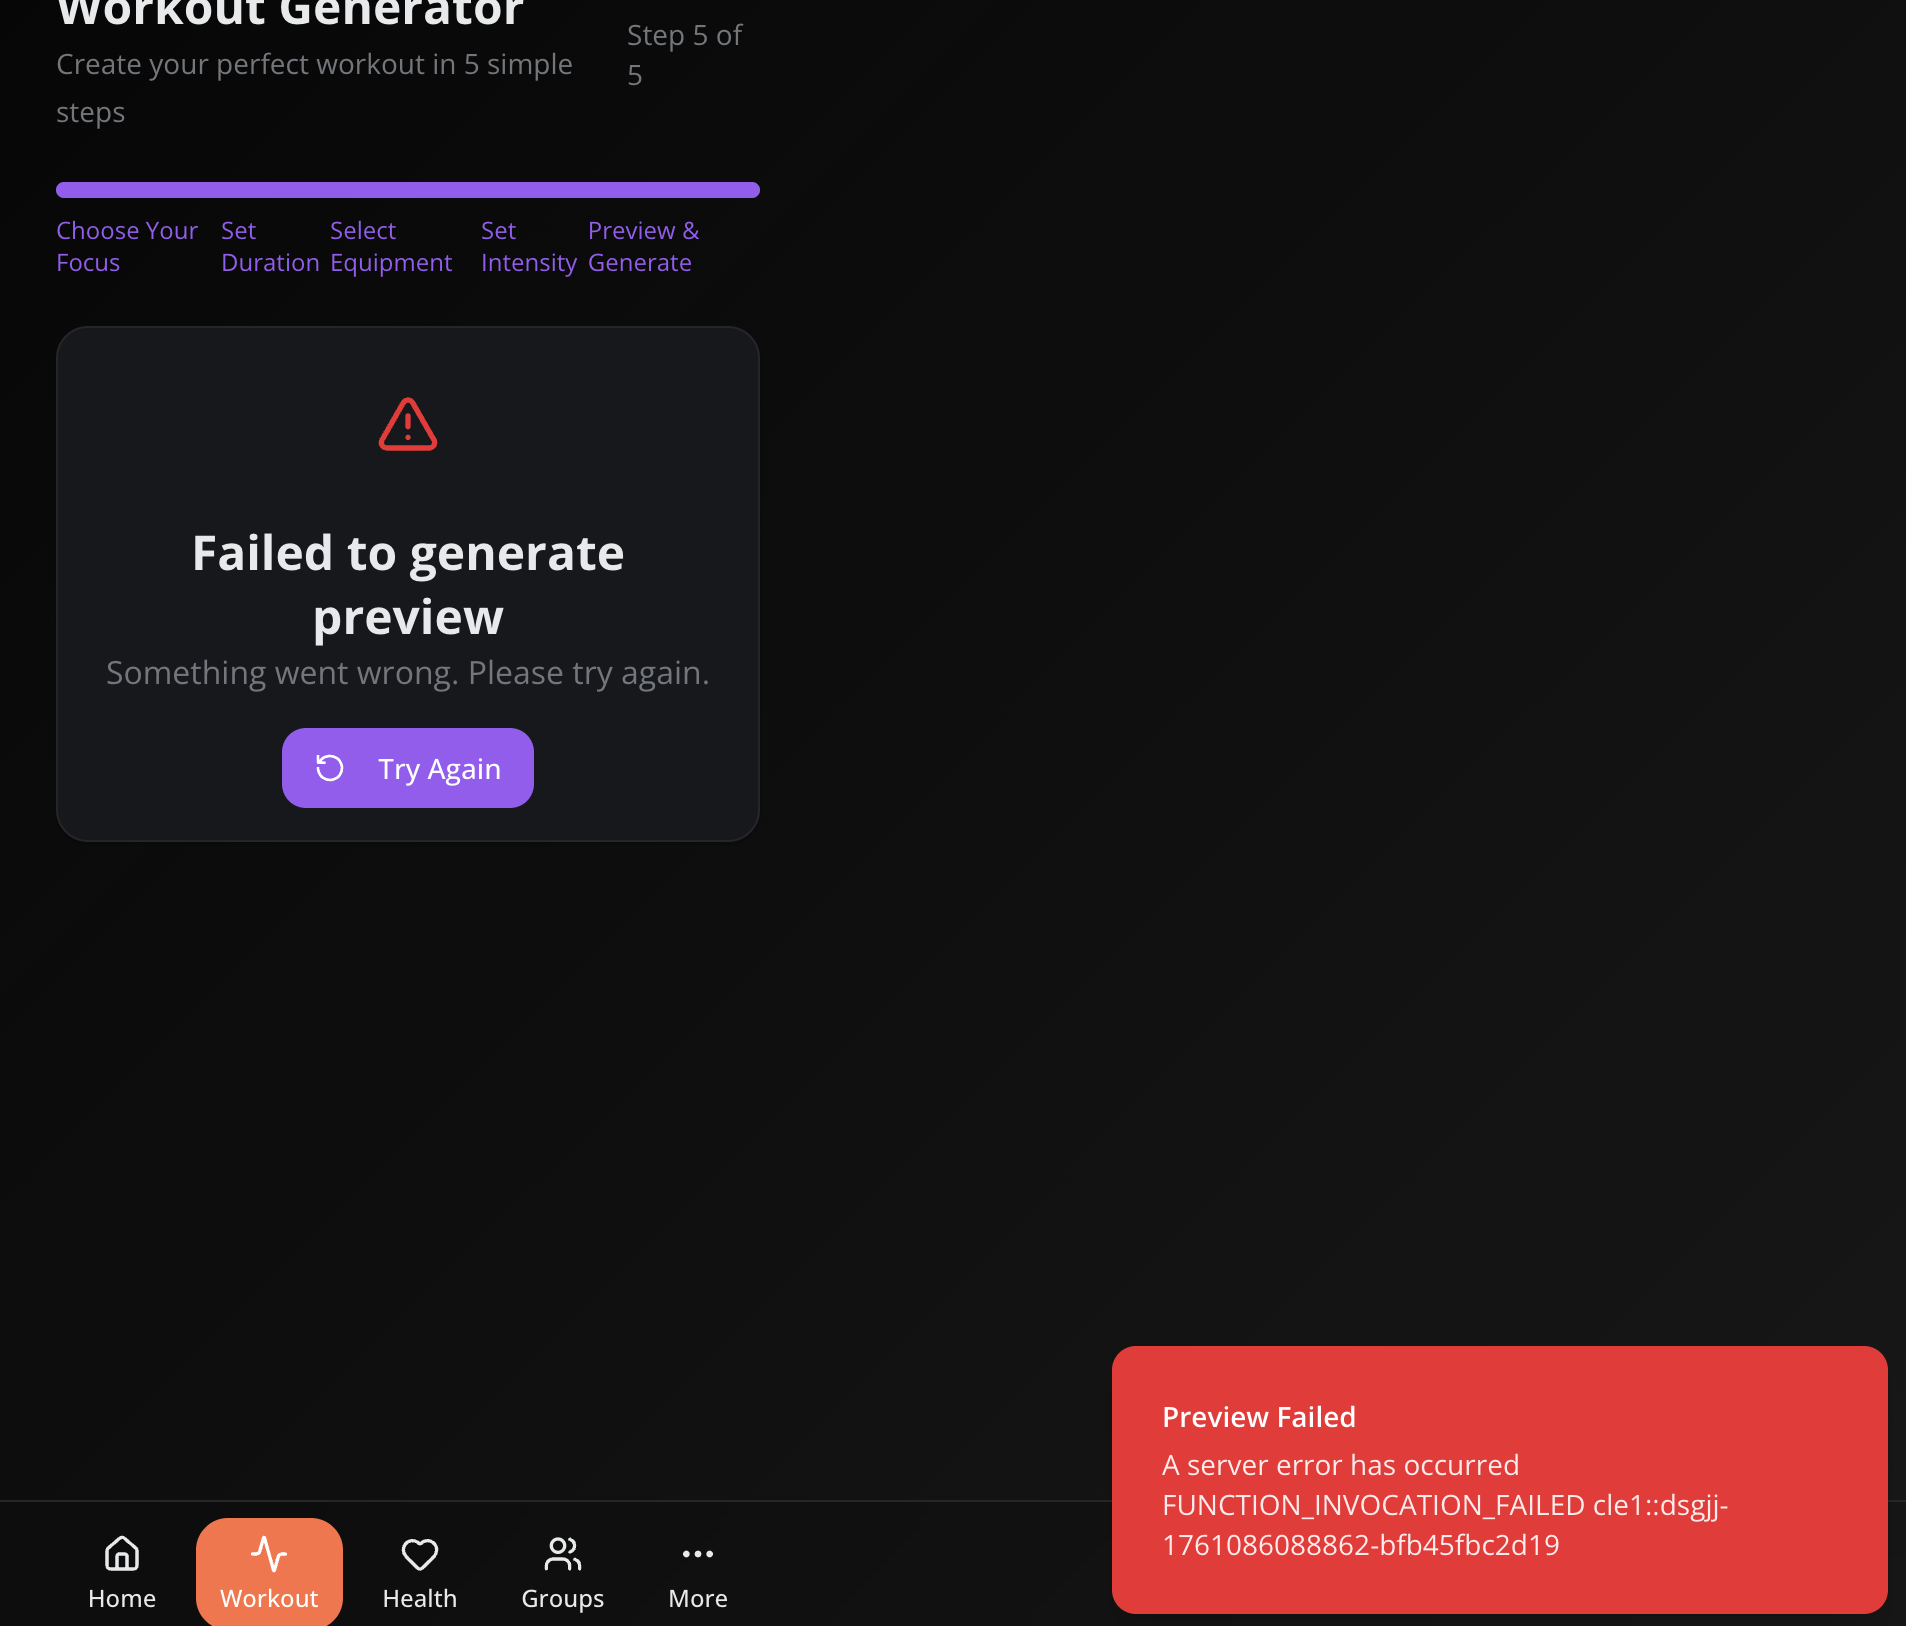 Workout Generator
Create your perfect workout in 5 simple
steps
Step 5 of
5
Choose Your
Focus
Set
Duration
Select
Equipment
Set
Intensity
Preview &
Generate
Failed to generate
preview
Something went wrong. Please try again.
Try Again
Preview Failed
A server error has occurred
FUNCTION_INVOCATION_FAILED cle1::dsgjj-
1761086088862-bfb45fbc2d19
Home
Workout
Health
Groups
More